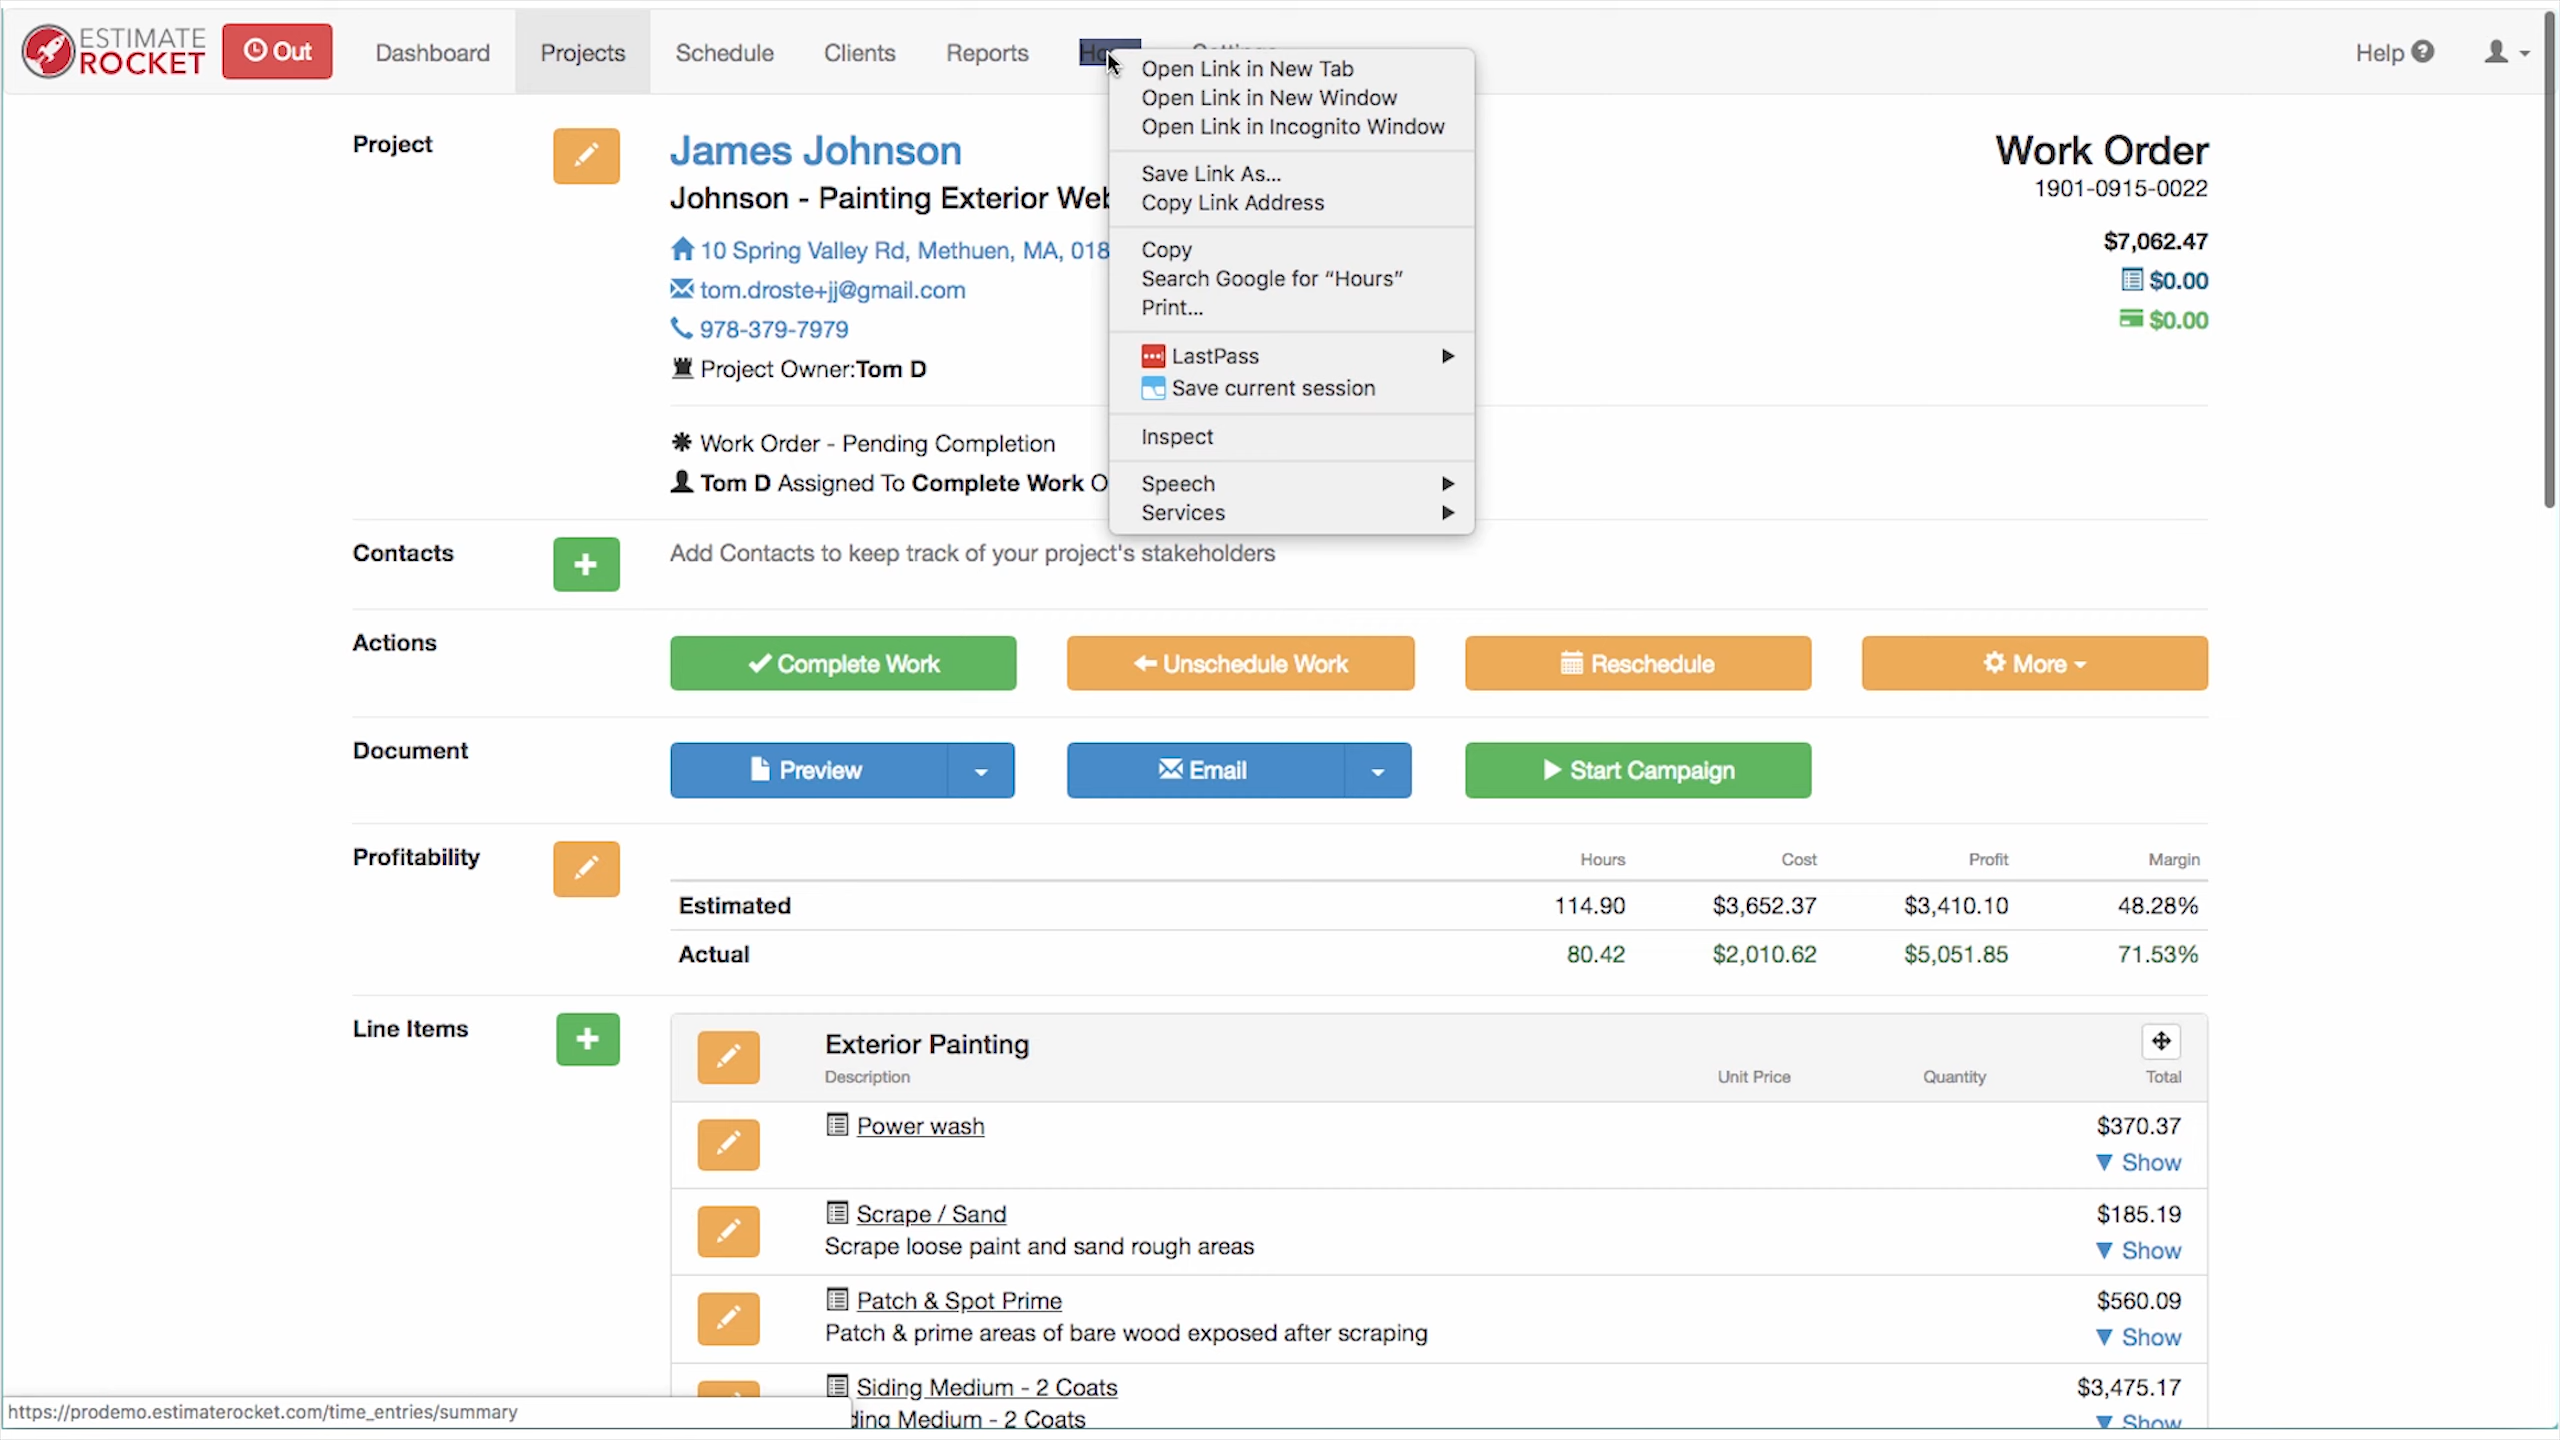 ESTIMATE
ROCKET
Out
Dashboard
Projects
Schedule
Clients
Reports
Help
Open Link in New Tab
Open Link in New Window
Open Link in Incognito Window
Save Link As...
Copy Link Address
Copy
Search Google for “Hours”
Print...
LastPass
Save current session
Inspect
Speech
Services
Project
James Johnson
Johnson - Painting Exterior Web
10 Spring Valley Rd, Methuen, MA, 018
tom.droste+jj@gmail.com
978-379-7979
Project Owner:Tom D
Work Order - Pending Completion
Tom D Assigned To Complete Work O
Work Order
1901-0915-0022
$7,062.47
$0.00
$0.00
Contacts
Add Contacts to keep track of your project's stakeholders
Actions
Complete Work
Unschedule Work
Reschedule
More
Document
Preview
Email
Start Campaign
Profitability
Hours Cost Profit Margin
Estimated 114.90 $3,652.37 $3,410.10 48.28%
Actual 80.42 $2,010.62 $5,051.85 71.53%
Line Items
Exterior Painting
Description Unit Price Quantity Total
Power wash $370.37
Show
Scrape / Sand $185.19
Scrape loose paint and sand rough areas
Show
Patch & Spot Prime $560.09
Patch & prime areas of bare wood exposed after scraping
Show
Siding Medium - 2 Coats $3,475.17
ding Medium - 2 Coats
Show
https://prodemo.estimaterocket.com/time_entries/summary